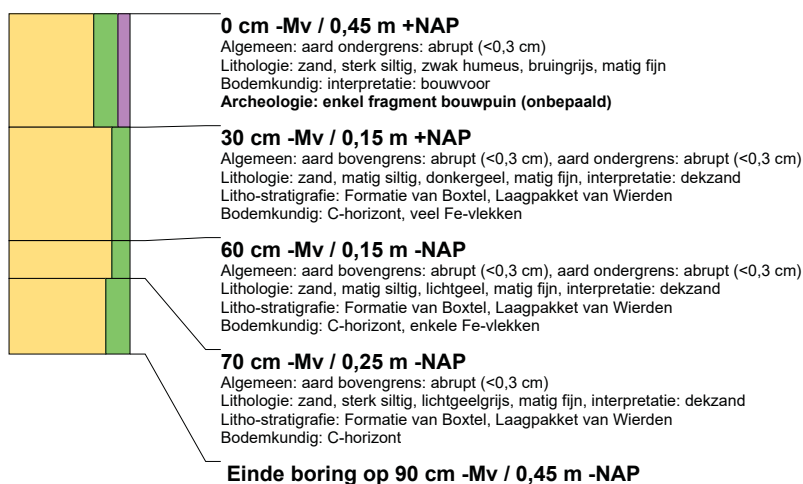 0 cm -Mv / 0,45 m +NAP
Algemeen: aard ondergrens: abrupt (<0,3 cm)
Lithologie: zand, sterk siltig, zwak humeus, bruingrijs, matig fijn
Bodemkundig: interpretatie: bouwvoor
Archeologie: enkel fragment bouwpuin (onbepaald)
30 cm -Mv / 0,15 m +NAP
Algemeen: aard bovengrens: abrupt (<0,3 cm), aard ondergrens: abrupt (<0,3 cm)
Lithologie: zand, matig siltig, donkergeel, matig fijn, interpretatie: dekzand
Litho-stratigrafie: Formatie van Boxtel, Laagpakket van Wierden
Bodemkundig: C-horizont, veel Fe-vlekken
60 cm -Mv / 0,15 m -NAP
Algemeen: aard bovengrens: abrupt (<0,3 cm), aard ondergrens: abrupt (<0,3 cm)
Lithologie: zand, matig siltig, lichtgeel, matig fijn, interpretatie: dekzand
Litho-stratigrafie: Formatie van Boxtel, Laagpakket van Wierden
Bodemkundig: C-horizont, enkele Fe-vlekken
70 cm -Mv / 0,25 m -NAP
Algemeen: aard bovengrens: abrupt (<0,3 cm)
Lithologie: zand, sterk siltig, lichtgeelgrijs, matig fijn, interpretatie: dekzand
Litho-stratigrafie: Formatie van Boxtel, Laagpakket van Wierden
Bodemkundig: C-horizont
Einde boring op 90 cm -Mv / 0,45 m -NAP